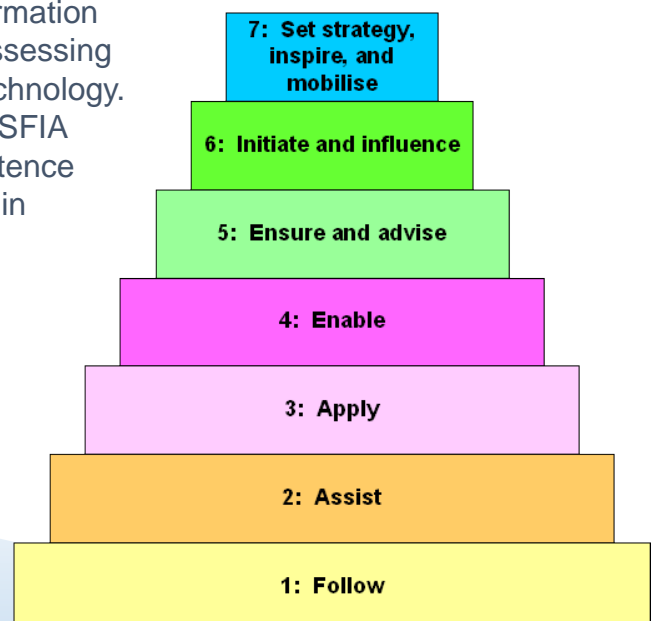 rmation
ssessing
chnology.
SFIA
tence
in
7: Set strategy,
inspire, and
mobilise
6: Initiate and influence
5: Ensure and advise
4: Enable
3: Apply
2: Assist
1: Follow